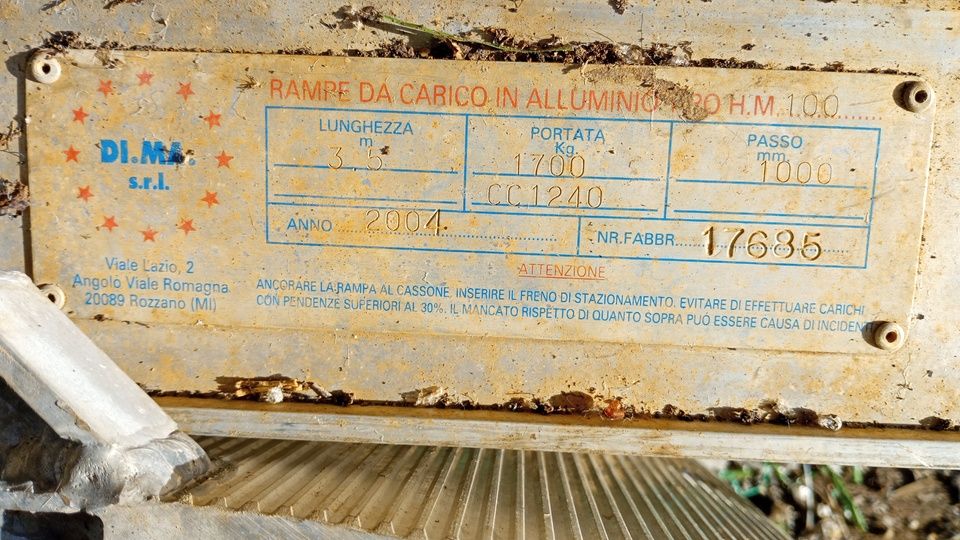 RAMPE DA CARICO IN ALLUMINIO H.M. 100
DI.MA.
s.r.l.
LUNGHEZZA
m
3.5
PORTATA
Kg.
1700
CC1240
PASSO
mm.
1000
ANNO 2004
NR.FABBR. 17685
Viale Lazio, 2
Angolo Viale Romagna
20089 Rozzano (MI)
ATTENZIONE
ANCORARE LA RAMPA AL CASSONE. INSERIRE IL FRENO DI STAZIONAMENTO. EVITARE DI EFFETTUARE CARICHI
CON PENDENZE SUPERIORI AL 30%. IL MANCATO RISPETTO DI QUANTO SOPRA PUÓ ESSERE CAUSA DI INCIDENTI